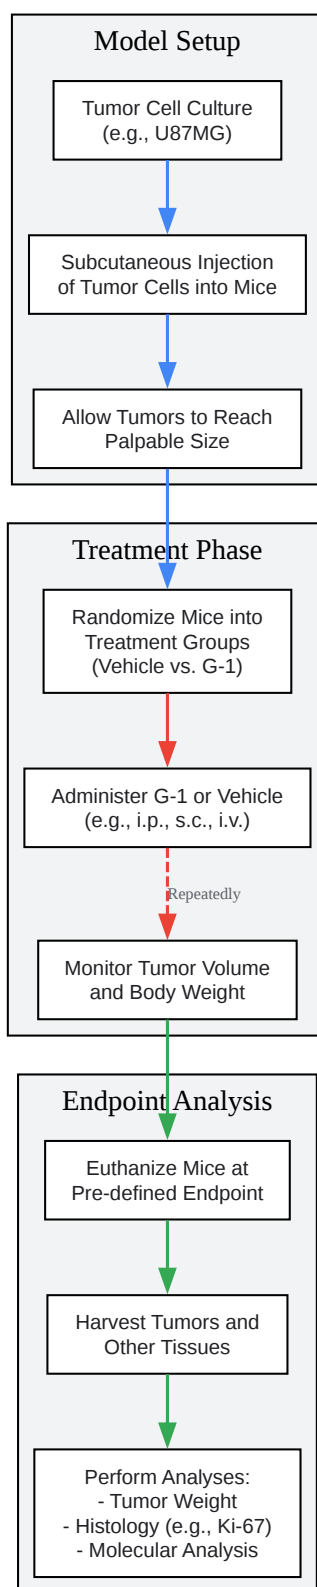 Model Setup
Tumor Cell Culture
(e.g., U87MG)
Subcutaneous Injection
of Tumor Cells into Mice
Allow Tumors to Reach
Palpable Size
Treatment Phase
Randomize Mice into
Treatment Groups
(Vehicle vs. G-1)
Administer G-1 or Vehicle
(e.g., i.p., s.c., i.v.)
Repeatedly
Monitor Tumor Volume
and Body Weight
Endpoint Analysis
Euthanize Mice at
Pre-defined Endpoint
Harvest Tumors and
Other Tissues
Perform Analyses:
- Tumor Weight
- Histology (e.g., Ki-67)
- Molecular Analysis